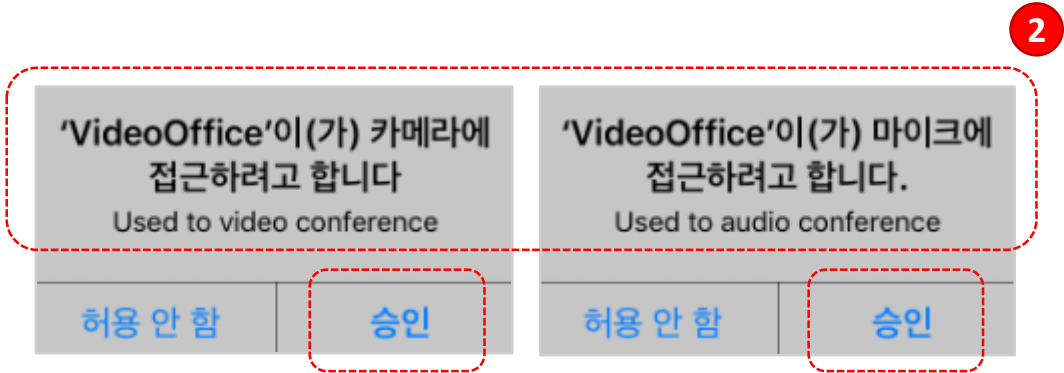 2
'VideoOffice'이(가) 카메라에
접근하려고 합니다
Used to video conference
허용 안 함
승인
'VideoOffice'이(가) 마이크에
접근하려고 합니다.
Used to audio conference
허용 안 함
승인